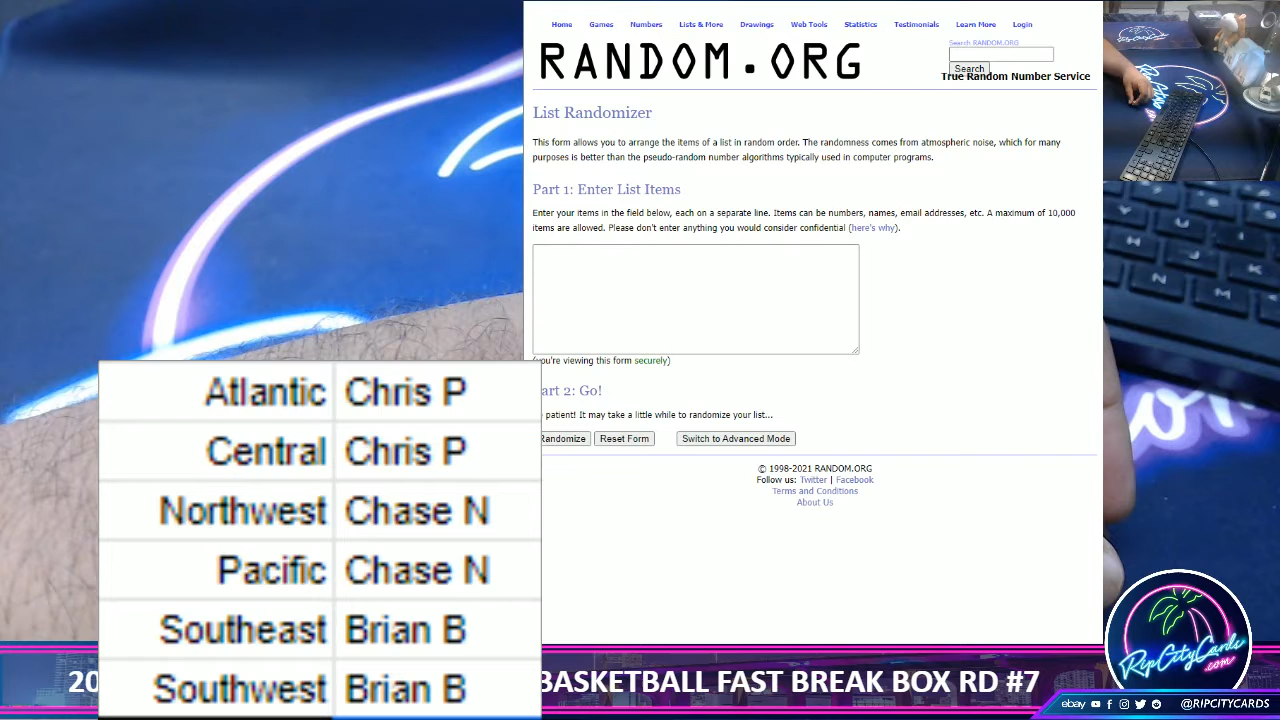 Home Games Numbers Lists & More Drawings Web Tools Statistics Testimonials Learn More Login
RANDOM.ORG
Search RANDOM.ORG
Search
True Random Number Service
List Randomizer
This form allows you to arrange the items of a list in random order. The randomness comes from atmospheric noise, which for many
purposes is better than the pseudo-random number algorithms typically used in computer programs.
Part 1: Enter List Items
Enter your items in the field below, each on a separate line. Items can be numbers, names, email addresses, etc. A maximum of 10,000
items are allowed. Please don't enter anything you would consider confidential (here's why).
you're viewing this form securely)
art 2: Go!
patient! It may take a little while to randomize your list...
Randomize Reset Form Switch to Advanced Mode
© 1998-2021 RANDOM.ORG
Follow us: Twitter | Facebook
Terms and Conditions
About Us
Atlantic Chris P
Central Chris P
Northwest Chase N
Pacific Chase N
Southeast Brian B
Southwest Brian B
20 BASKETBALL FAST BREAK BOX RD #7
RipCityCards
.com
ebay @RIPCITYCARDS